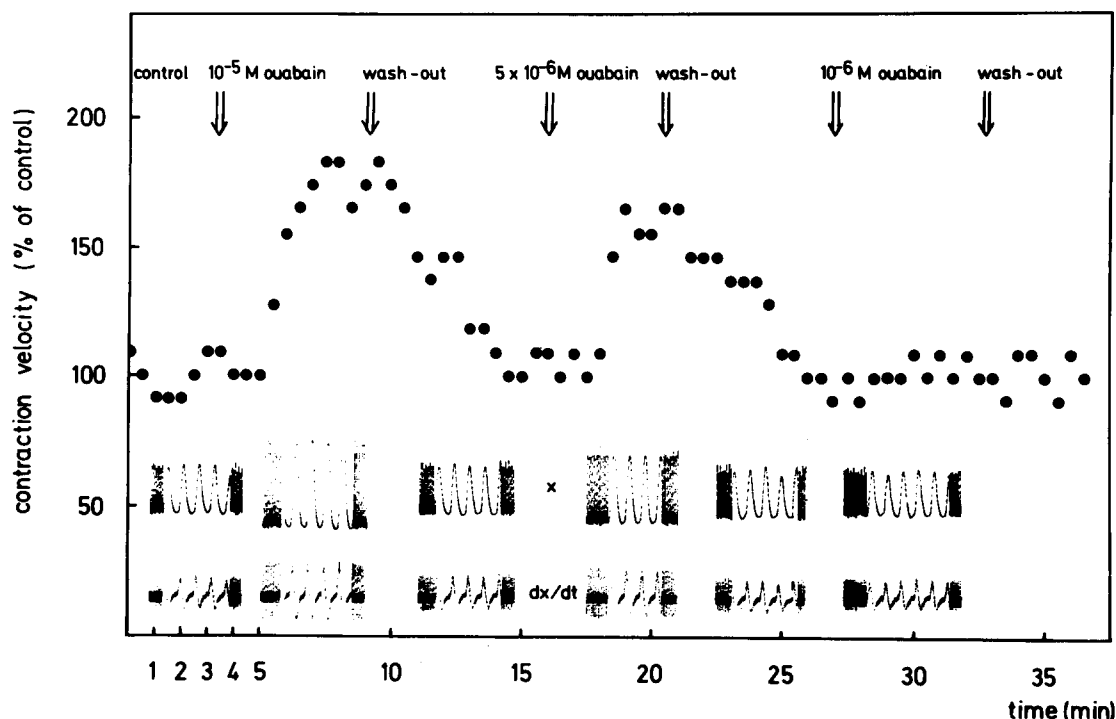 control 10⁻⁵ M ouabain wash-out 5 x 10⁻⁶ M ouabain wash-out 10⁻⁶ M ouabain wash-out
contraction velocity (% of control)
200
150
100
50
x
dx/dt
1 2 3 4 5 10 15 20 25 30 35
time (min)